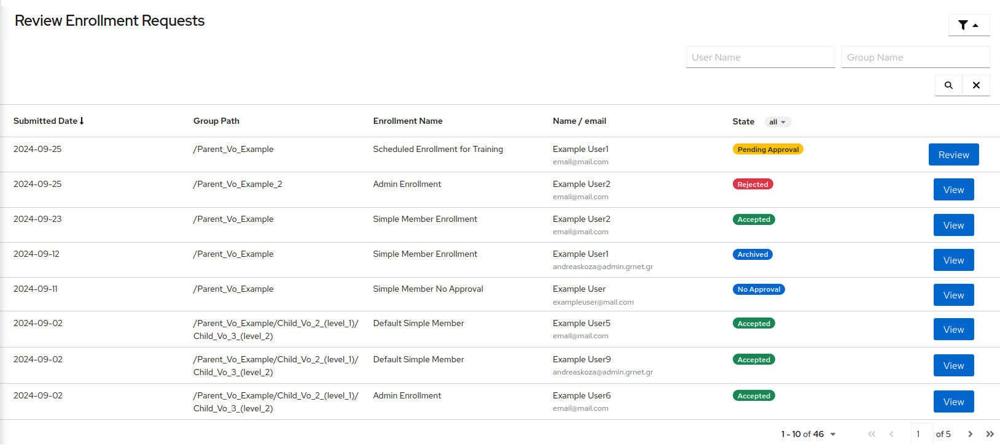 Review Enrollment Requests
User Name Group Name
Submitted Date Group Path Enrollment Name Name / email State all
2024-09-25 /Parent_Vo_Example Scheduled Enrollment for Training Example User1 Pending Approval Review
email@mail.com
2024-09-25 /Parent_Vo_Example_2 Admin Enrollment Example User2 Rejected View
email@mail.com
2024-09-23 /Parent_Vo_Example Simple Member Enrollment Example User2 Accepted View
email@mail.com
2024-09-12 /Parent_Vo_Example Simple Member Enrollment Example User1 Archived View
andreaskoza@admin.grnet.gr
2024-09-11 /Parent_Vo_Example Simple Member No Approval Example User No Approval View
exampleuser@mail.com
2024-09-02 /Parent_Vo_Example/Child_Vo_2_(level_1)/ Default Simple Member Example User5 Accepted View
Child_Vo_3_(level_2) email@mail.com
2024-09-02 /Parent_Vo_Example/Child_Vo_2_(level_1)/ Default Simple Member Example User9 Accepted View
Child_Vo_3_(level_2) andreaskoza@admin.grnet.gr
2024-09-02 /Parent_Vo_Example/Child_Vo_2_(level_1)/ Admin Enrollment Example User6 Accepted View
Child_Vo_3_(level_2) email@mail.com
1 - 10 of 46 1 of 5